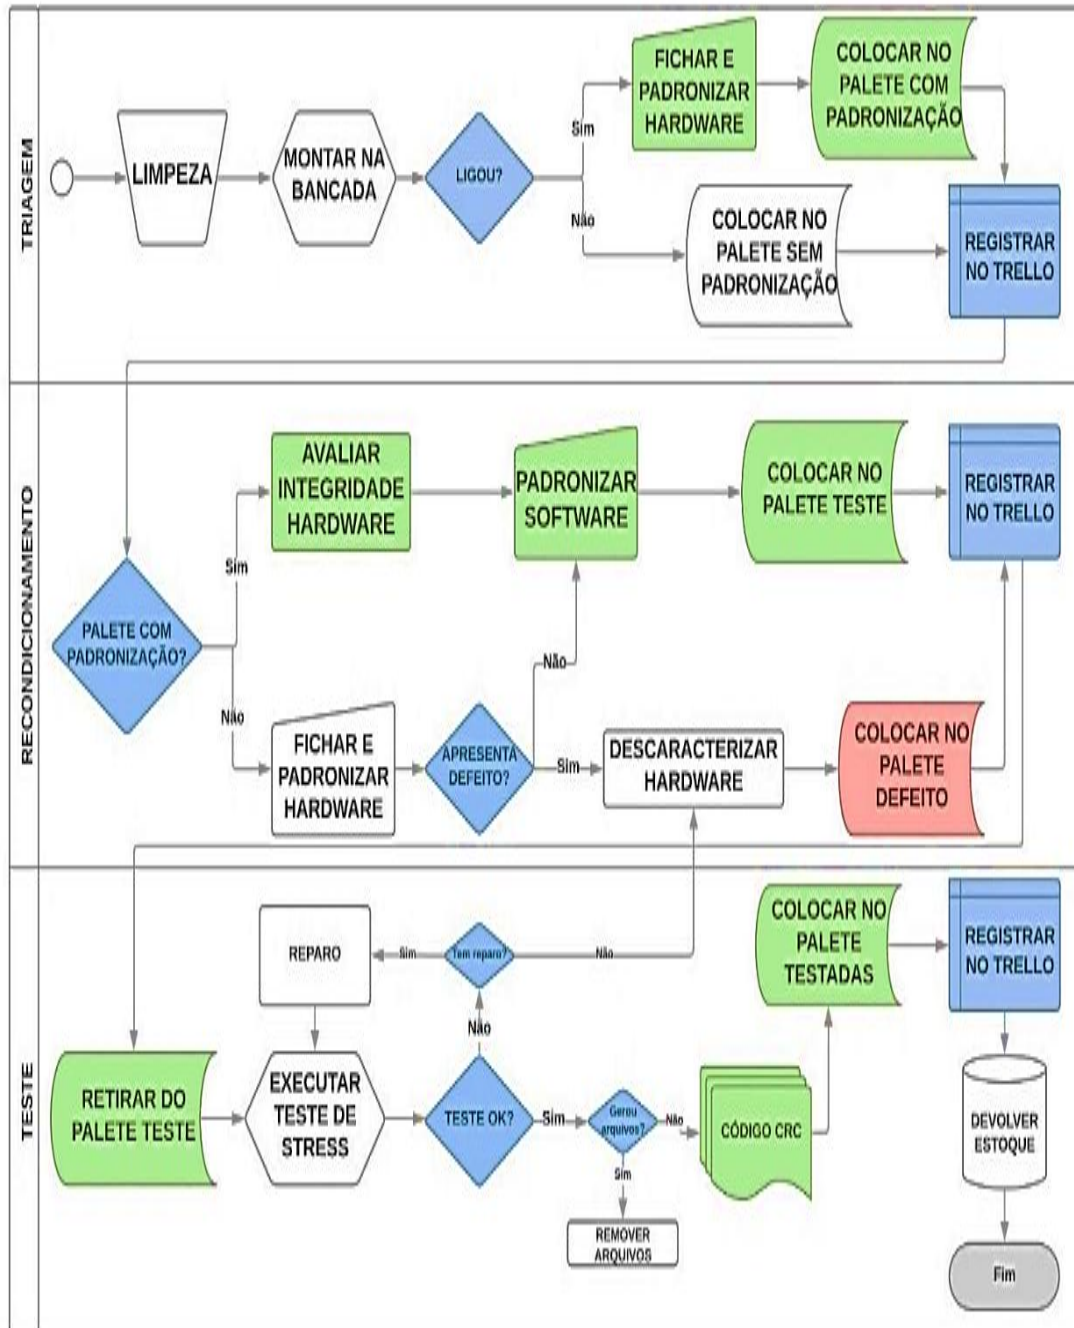 TRIAGEM
LIMPEZA
MONTAR NA
BANCADA
LIGOU?
Sim
Não
FICHAR E
PADRONIZAR
HARDWARE
COLOCAR NO
PALETE COM
PADRONIZAÇÃO
COLOCAR NO
PALETE SEM
PADRONIZAÇÃO
REGISTRAR
NO TRELLO
RECONDICIONAMENTO
PALETE COM
PADRONIZAÇÃO?
Sim
Não
AVALIAR
INTEGRIDADE
HARDWARE
PADRONIZAR
SOFTWARE
COLOCAR NO
PALETE TESTE
REGISTRAR
NO TRELLO
FICHAR E
PADRONIZAR
HARDWARE
APRESENTA
DEFEITO?
Não
Sim
DESCARACTERIZAR
HARDWARE
COLOCAR NO
PALETE
DEFEITO
TESTE
RETIRAR DO
PALETE TESTE
EXECUTAR
TESTE DE
STRESS
REPARO
Sim
Tem reparo?
Não
Não
TESTE OK?
Sim
Gerou
arquivos?
Não
Sim
REMOVER
ARQUIVOS
CÓDIGO CRC
COLOCAR NO
PALETE
TESTADAS
REGISTRAR
NO TRELLO
DEVOLVER
ESTOQUE
Fim